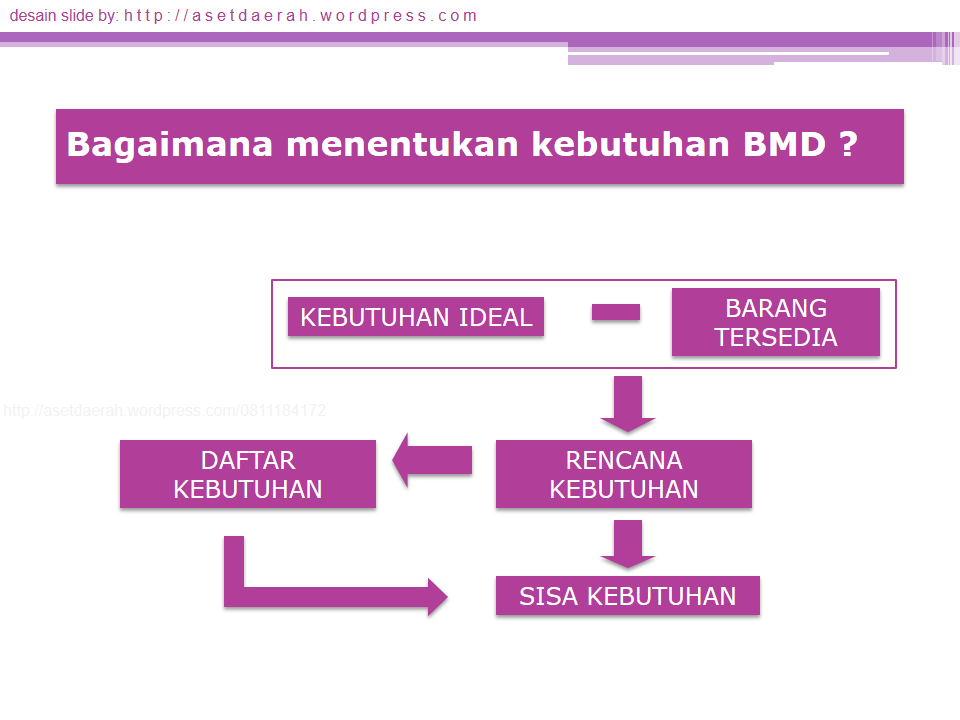 desain slide by: http://asetdaerah.wordpress.com
Bagaimana menentukan kebutuhan BMD ?
KEBUTUHAN IDEAL
BARANG
TERSEDIA
http://asetdaerah.wordpress.com/0811184172
DAFTAR
KEBUTUHAN
RENCANA
KEBUTUHAN
SISA KEBUTUHAN